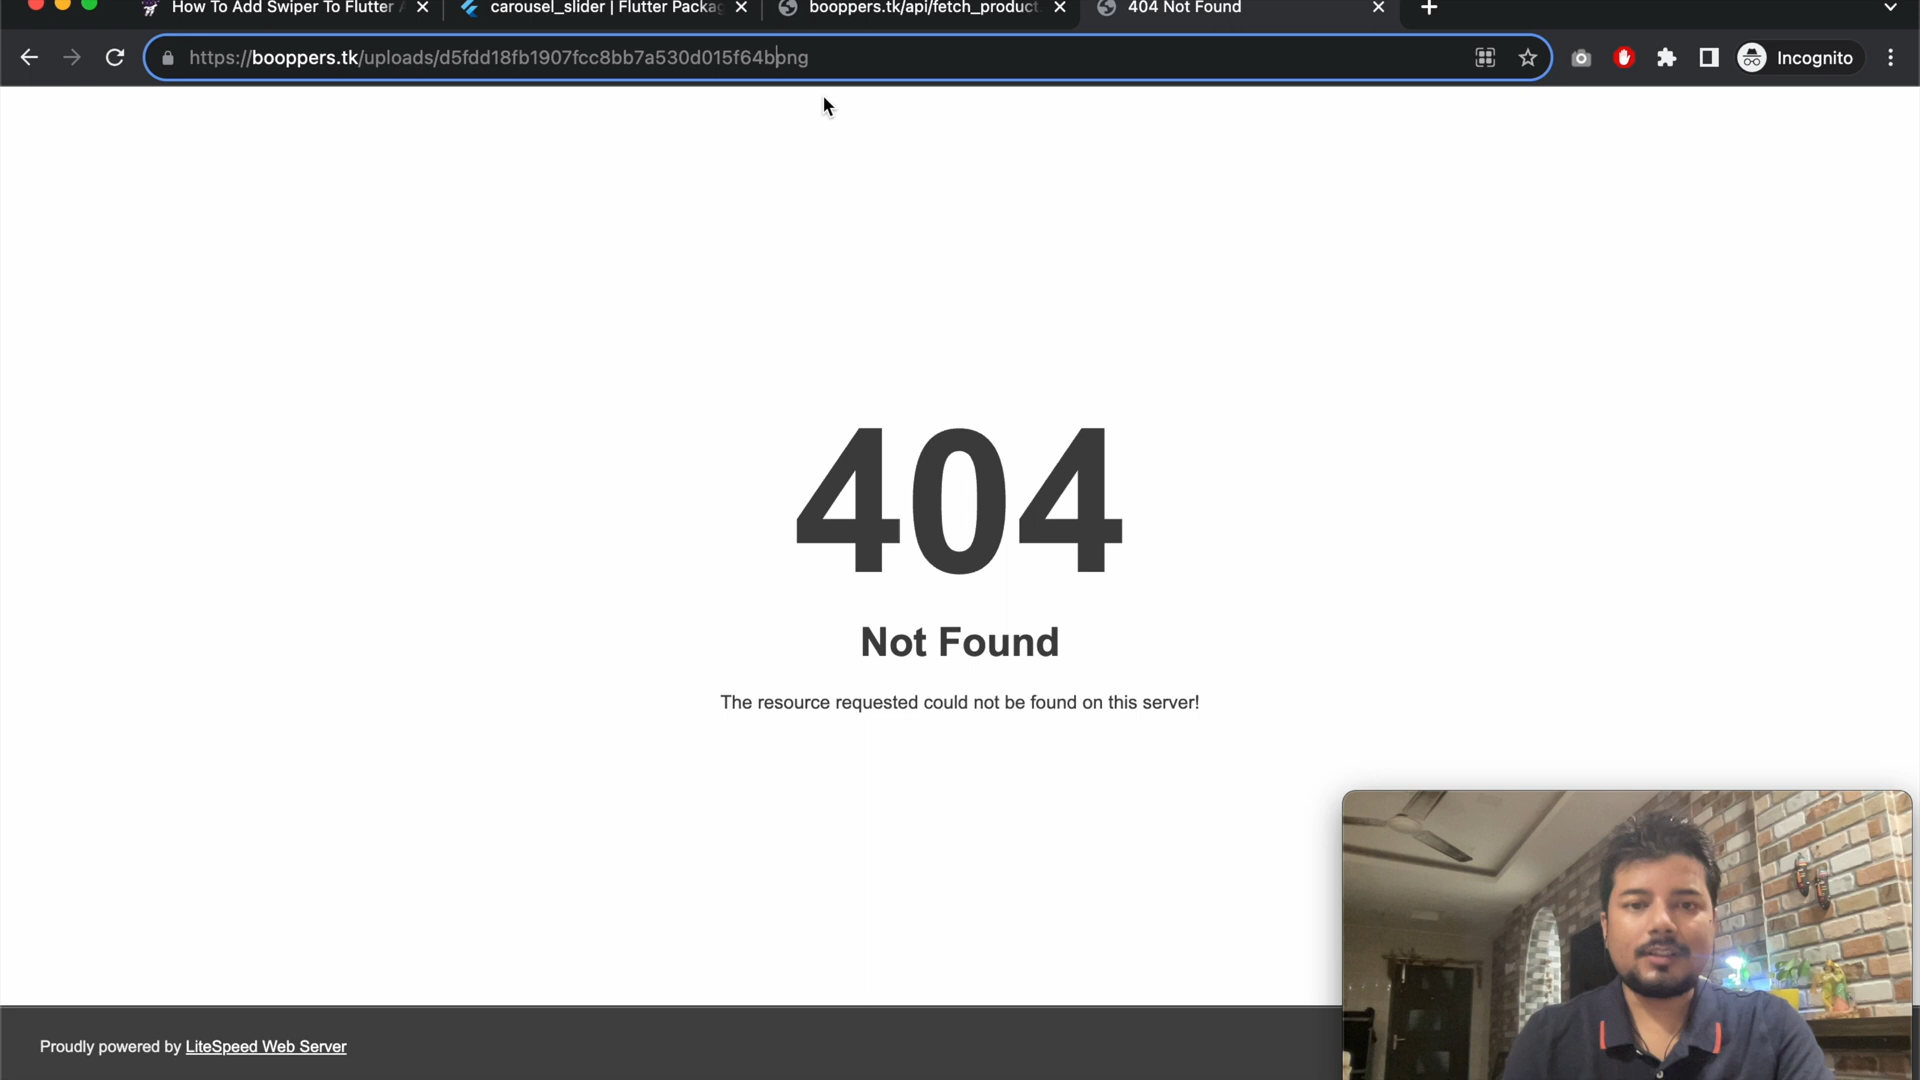 How To Add Swiper To Flutter
carousel_slider | Flutter Packag
booppers.tk/api/fetch_product
404 Not Found
https://booppers.tk/uploads/d5fdd18fb1907fcc8bb7a530d015f64bpng
Incognito
404
Not Found
The resource requested could not be found on this server!
Proudly powered by LiteSpeed Web Server